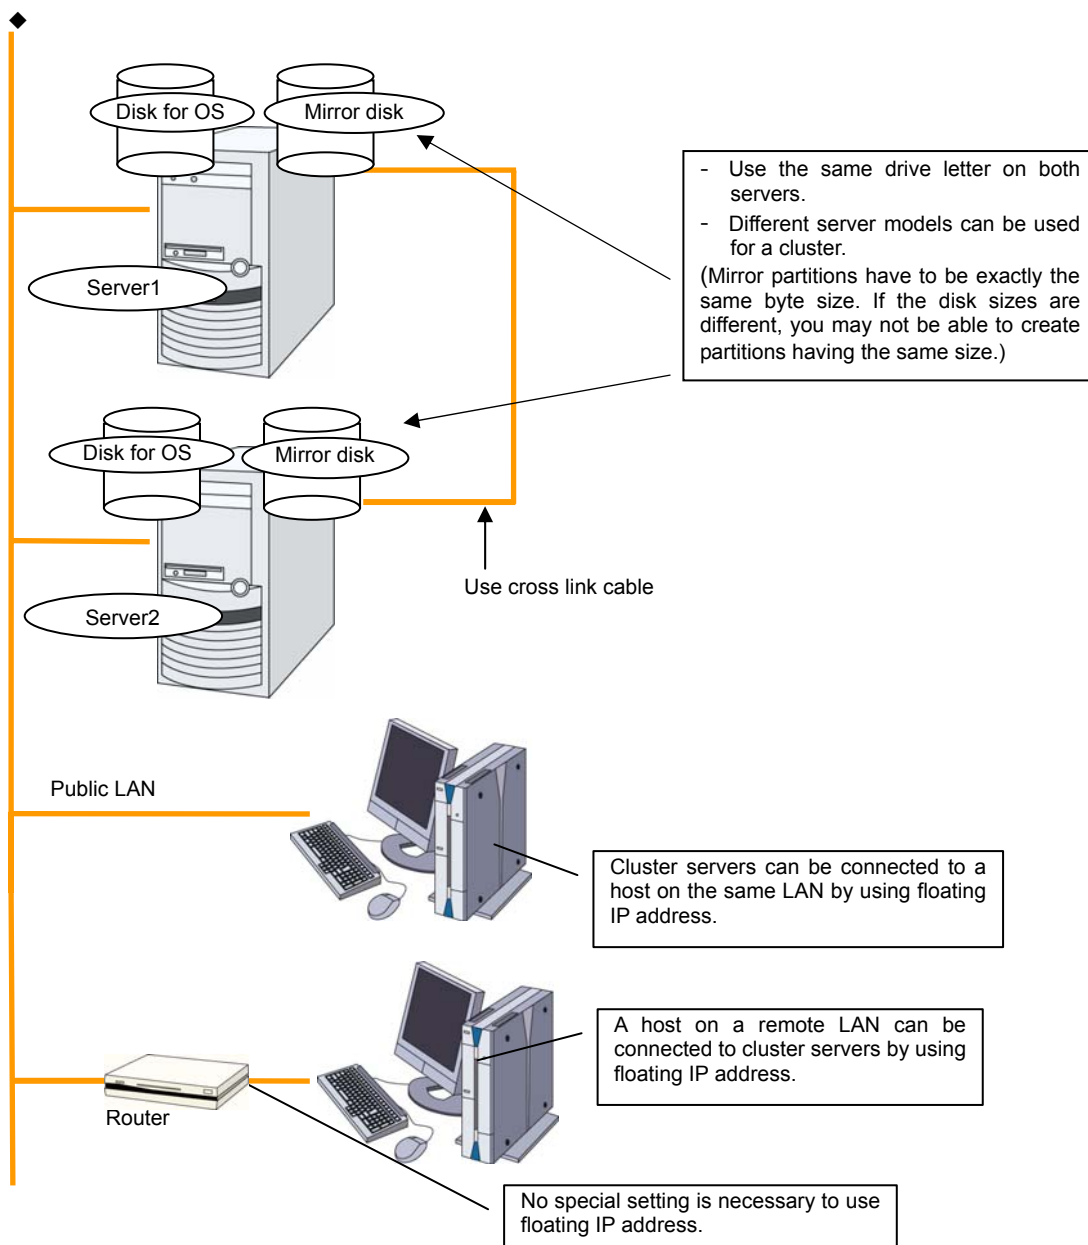 Disk for OS
Mirror disk
- Use the same drive letter on both
servers.
- Different server models can be used
for a cluster.
(Mirror partitions have to be exactly the
same byte size. If the disk sizes are
different, you may not be able to create
partitions having the same size.)
Server1
Disk for OS
Mirror disk
Use cross link cable
Server2
Public LAN
Cluster servers can be connected to a
host on the same LAN by using floating
IP address.
A host on a remote LAN can be
connected to cluster servers by using
floating IP address.
Router
No special setting is necessary to use
floating IP address.